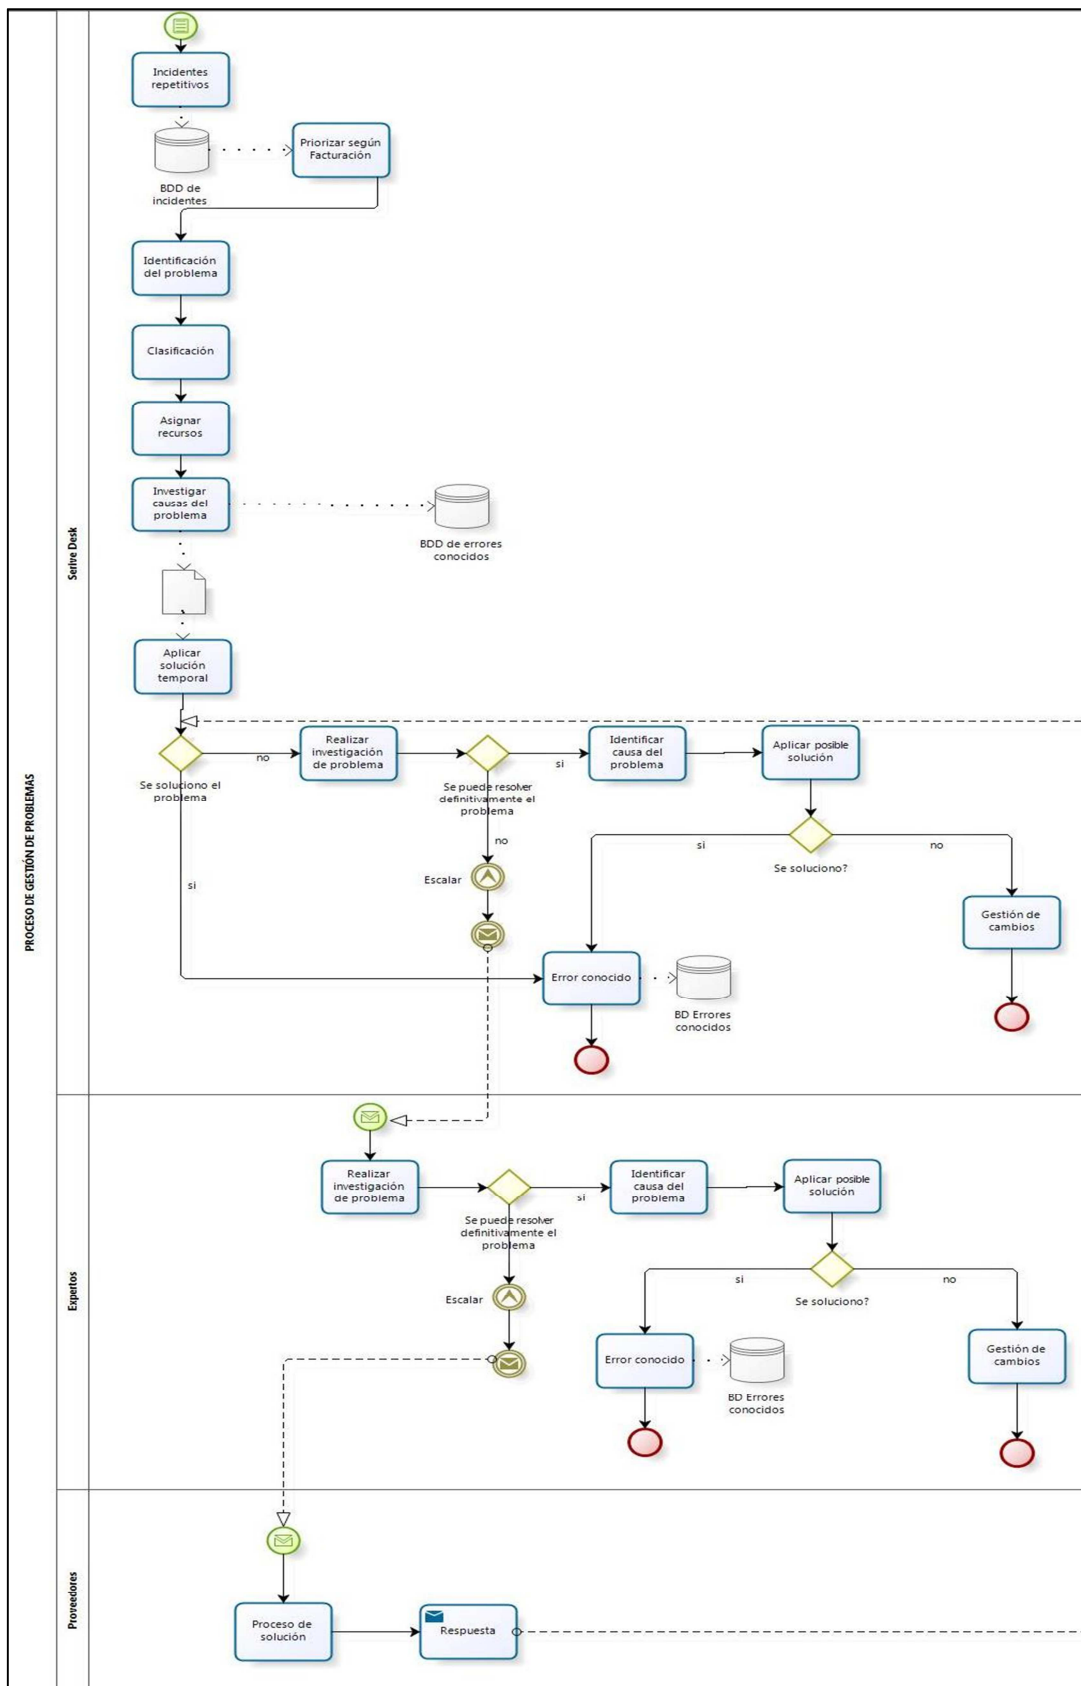 PROCESO DE GESTIÓN DE PROBLEMAS
Serive Desk
Incidentes
repetitivos
BDD de
incidentes
Priorizar según
Facturación
Identificación
del problema
Clasificación
Asignar
recursos
Investigar
causas del
problema
BDD de errores
conocidos
Aplicar
solución
temporal
Se soluciono el
problema
no
si
Realizar
investigación
de problema
Se puede resolver
definitivamente el
problema
si
no
Identificar
causa del
problema
Aplicar posible
solución
Se soluciono?
si
no
Escalar
Error conocido
BD Errores
conocidos
Gestión de
cambios
Expertos
Realizar
investigación
de problema
Se puede resolver
definitivamente el
problema
si
Identificar
causa del
problema
Aplicar posible
solución
Se soluciono?
si
no
Escalar
Error conocido
BD Errores
conocidos
Gestión de
cambios
Proveedores
Proceso de
solución
Respuesta